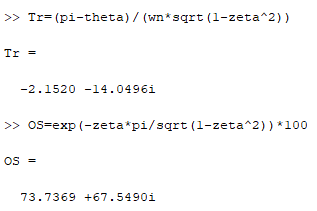 >> Tr=(pi-theta)/(wn*sqrt(1-zeta^2))
Tr =
-2.1520 -14.0496i
>> OS=exp(-zeta*pi/sqrt(1-zeta^2))*100
OS =
73.7369 +67.5490i